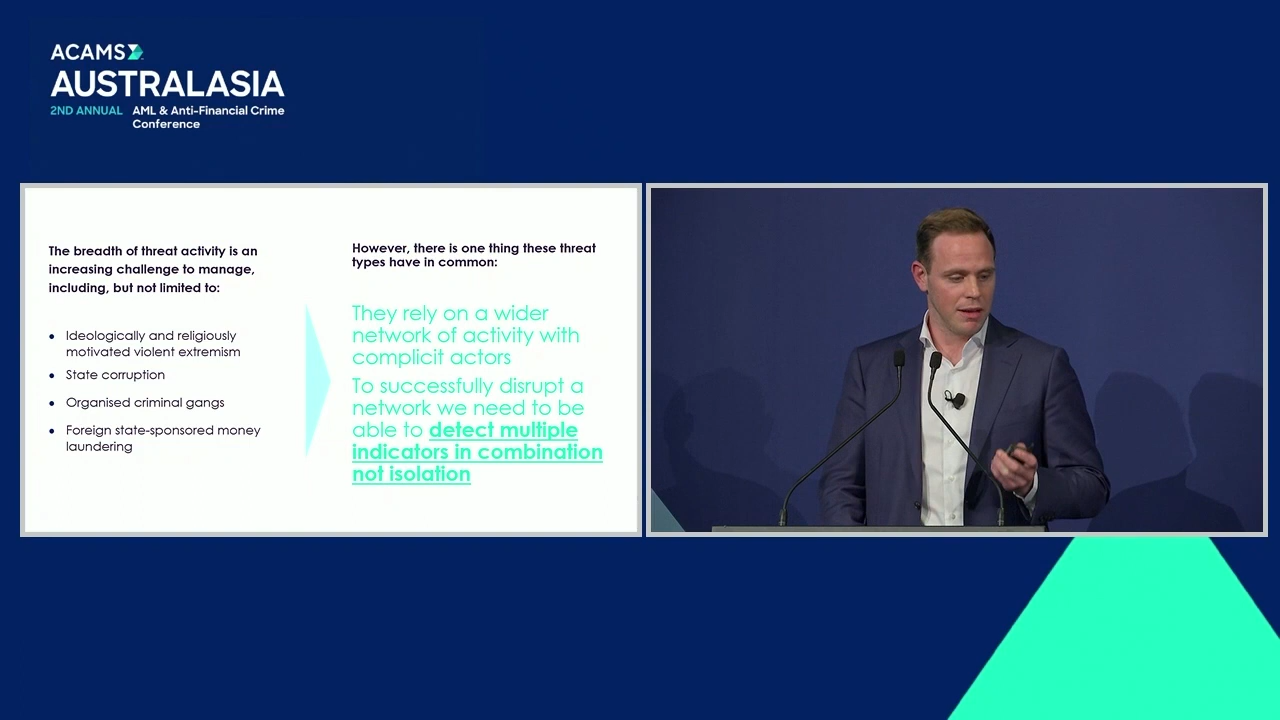 ACAMS
AUSTRALASIA
2ND ANNUAL AML & Anti-Financial Crime
Conference
The breadth of threat activity is an
increasing challenge to manage,
including, but not limited to:
• Ideologically and religiously
motivated violent extremism
• State corruption
• Organised criminal gangs
• Foreign state-sponsored money
laundering
However, there is one thing these threat
types have in common:
They rely on a wider
network of activity with
complicit actors
To successfully disrupt a
network we need to be
able to detect multiple
indicators in combination
not isolation